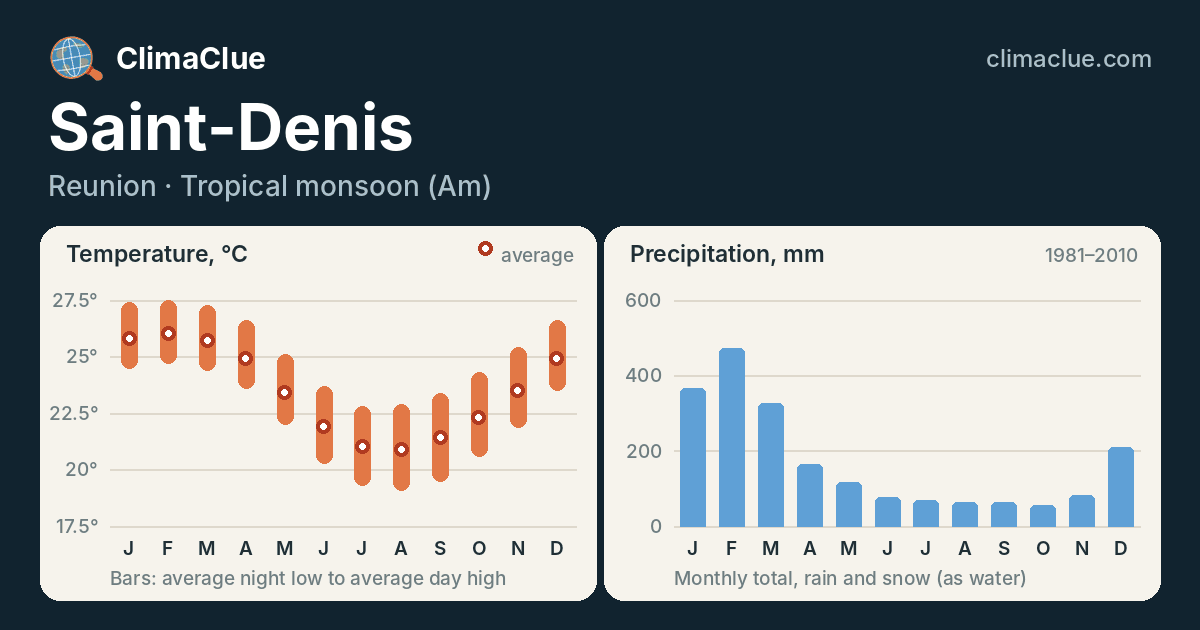 ClimaClue
climaclue.com
Saint-Denis
Reunion · Tropical monsoon (Am)
Temperature, °C
average
27.5°
25°
22.5°
20°
17.5°
J F M A M J J A S O N D
Bars: average night low to average day high
Precipitation, mm
1981–2010
600
400
200
0
J F M A M J J A S O N D
Monthly total, rain and snow (as water)